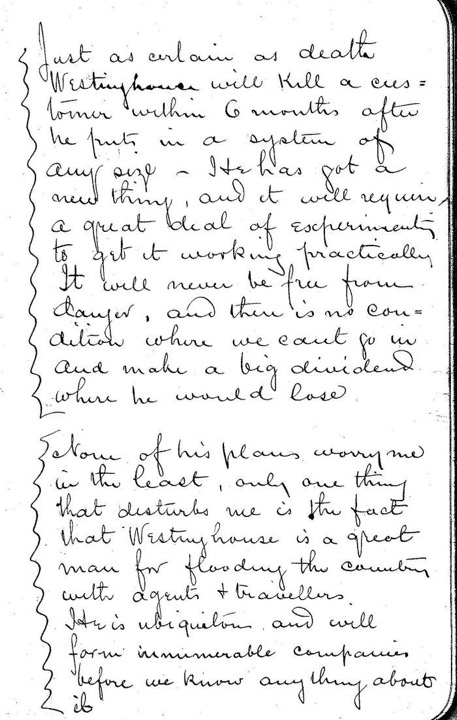 Just as certain as death
Westinghouse will Kill a cus=
tomer within 6 months after
he puts in a system of
any size – He has got a
new thing, and it will require
a great deal of experimenting
to get it working practically
It will never be free from
danger, and there is no con=
dition where we cant go in
and make a big dividend
where he would lose
None of his plans worry me
in the least, only one thing
that disturbs me is the fact
that Westinghouse is a great
man for flooding the country
with agents & travellers
He is ubiquitous and will
form innumerable companies
before we know anything about
it